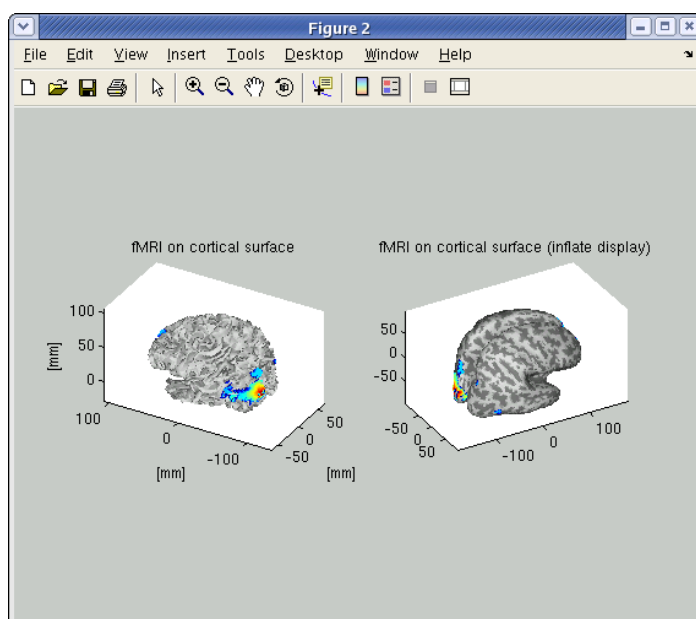 Figure 2
File Edit View Insert Tools Desktop Window Help
fMRI on cortical surface
100
50
0
[mm]
100
0
-100
[mm]
50
0
-50
[mm]
fMRI on cortical surface (inflate display)
50
0
-50
-50
0
50
-100
0
100